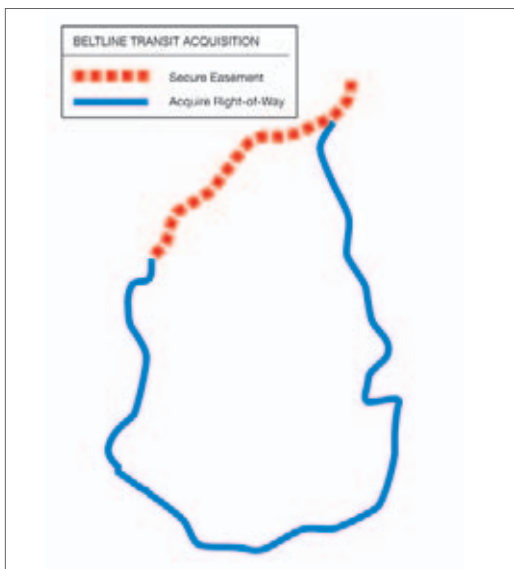 BELTLINE TRANSIT ACQUISITION
Secure Easement
Acquire Right-of-Way